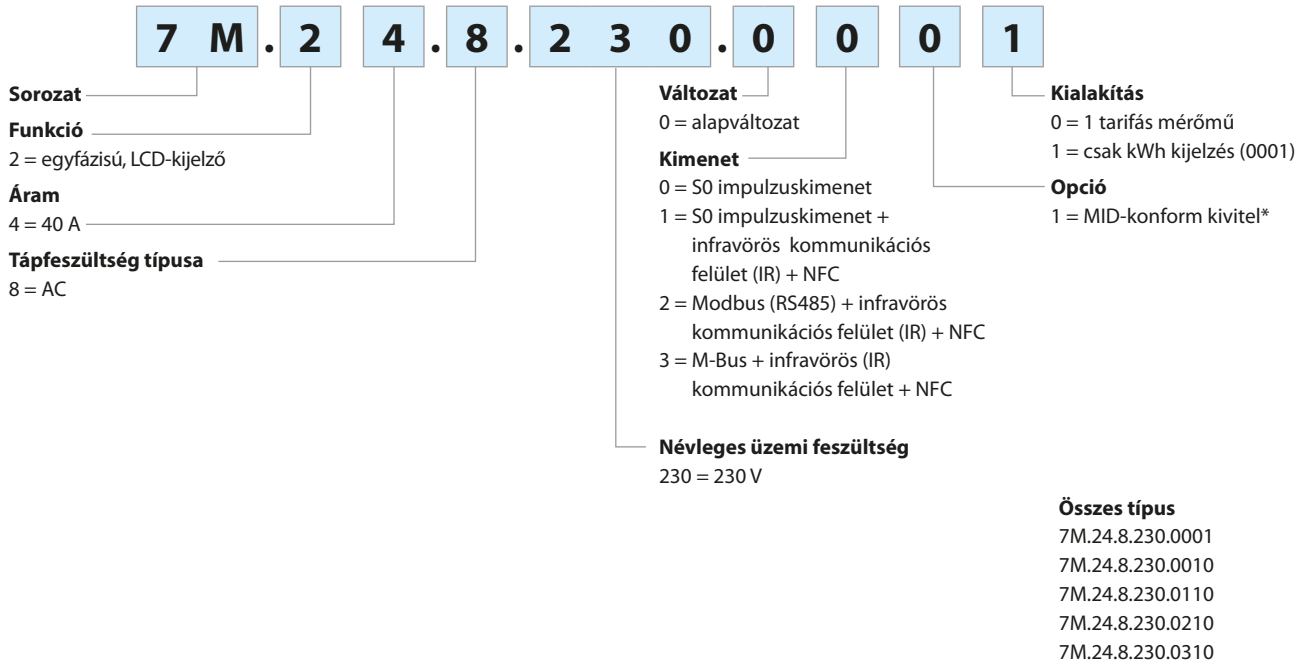 7 M . 2 4 . 8 . 2 3 0 . 0 0 0 1
Sorozat
Funkció
2 = egyfázisú, LCD-kijelző
Áram
4 = 40 A
Tápfeszültség típusa
8 = AC
Változat
0 = alapváltozat
Kimenet
0 = S0 impulzuskimenet
1 = S0 impulzuskimenet +
infravörös kommunikációs
felület (IR) + NFC
2 = Modbus (RS485) + infravörös
kommunikációs felület (IR) + NFC
3 = M-Bus + infravörös (IR)
kommunikációs felület + NFC
Névleges üzemi feszültség
230 = 230 V
Kialakítás
0 = 1 tarifás mérőmű
1 = csak kWh kijelzés (0001)
Opció
1 = MID-konform kivitel*
Összes típus
7M.24.8.230.0001
7M.24.8.230.0010
7M.24.8.230.0110
7M.24.8.230.0210
7M.24.8.230.0310